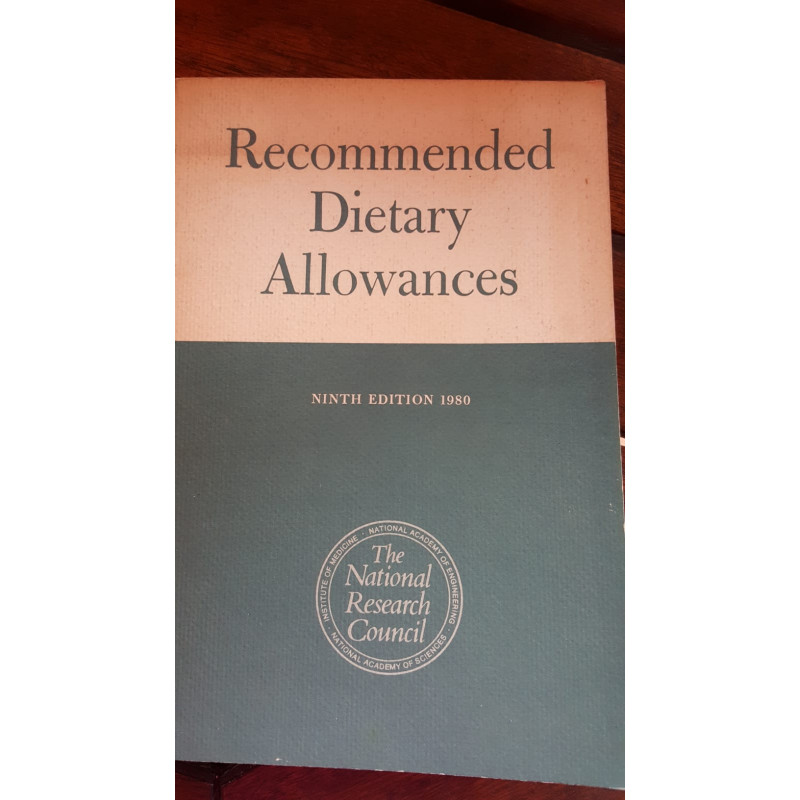 Recommended
Dietary
Allowances
NINTH EDITION 1980
The
National
Research
Council
INSTITUTE OF MEDICINE · NATIONAL ACADEMY OF ENGINEERING · NATIONAL ACADEMY OF SCIENCES ·